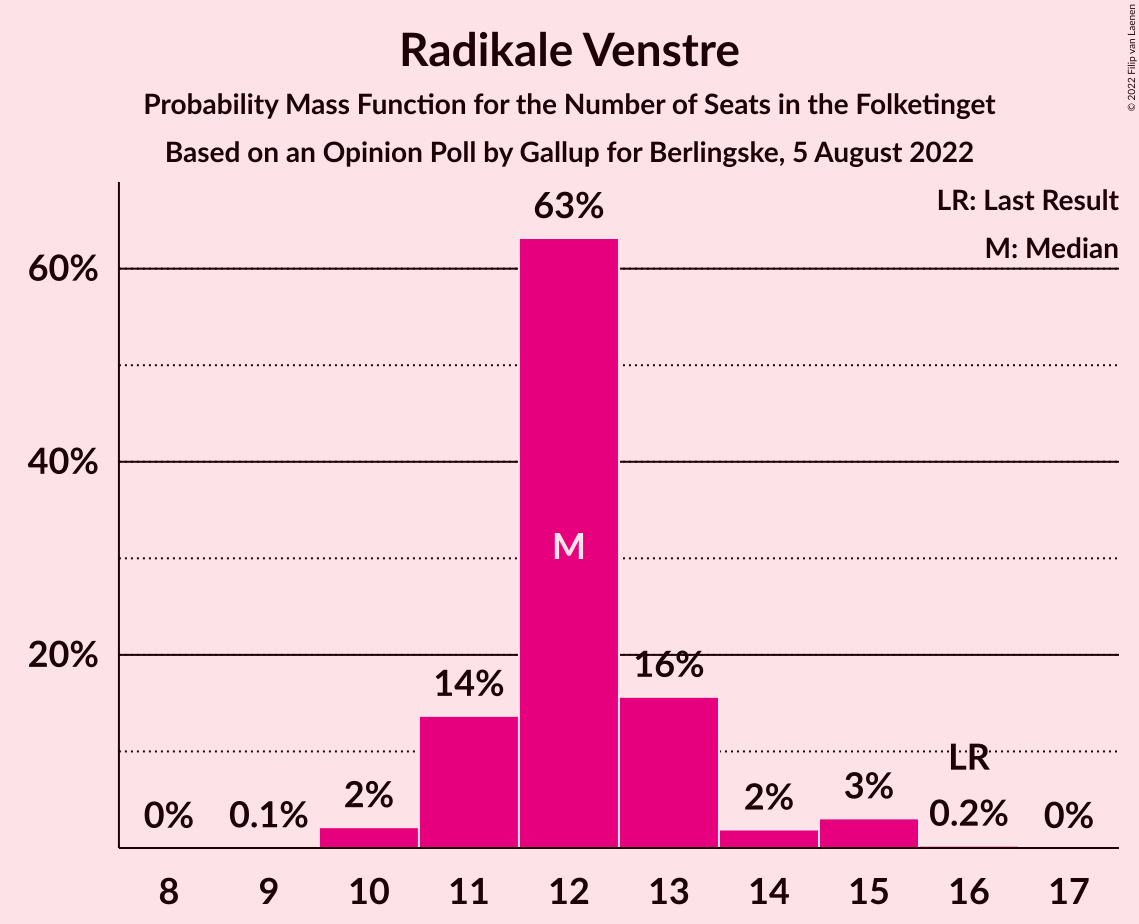 Radikale Venstre
Probability Mass Function for the Number of Seats in the Folketinget
Based on an Opinion Poll by Gallup for Berlingske, 5 August 2022
© 2022 Filip van Laenen
LR: Last Result
M: Median
60%
40%
20%
0%
0.1%
2%
14%
63%
M
16%
2%
3%
LR
0.2%
0%
8 9 10 11 12 13 14 15 16 17